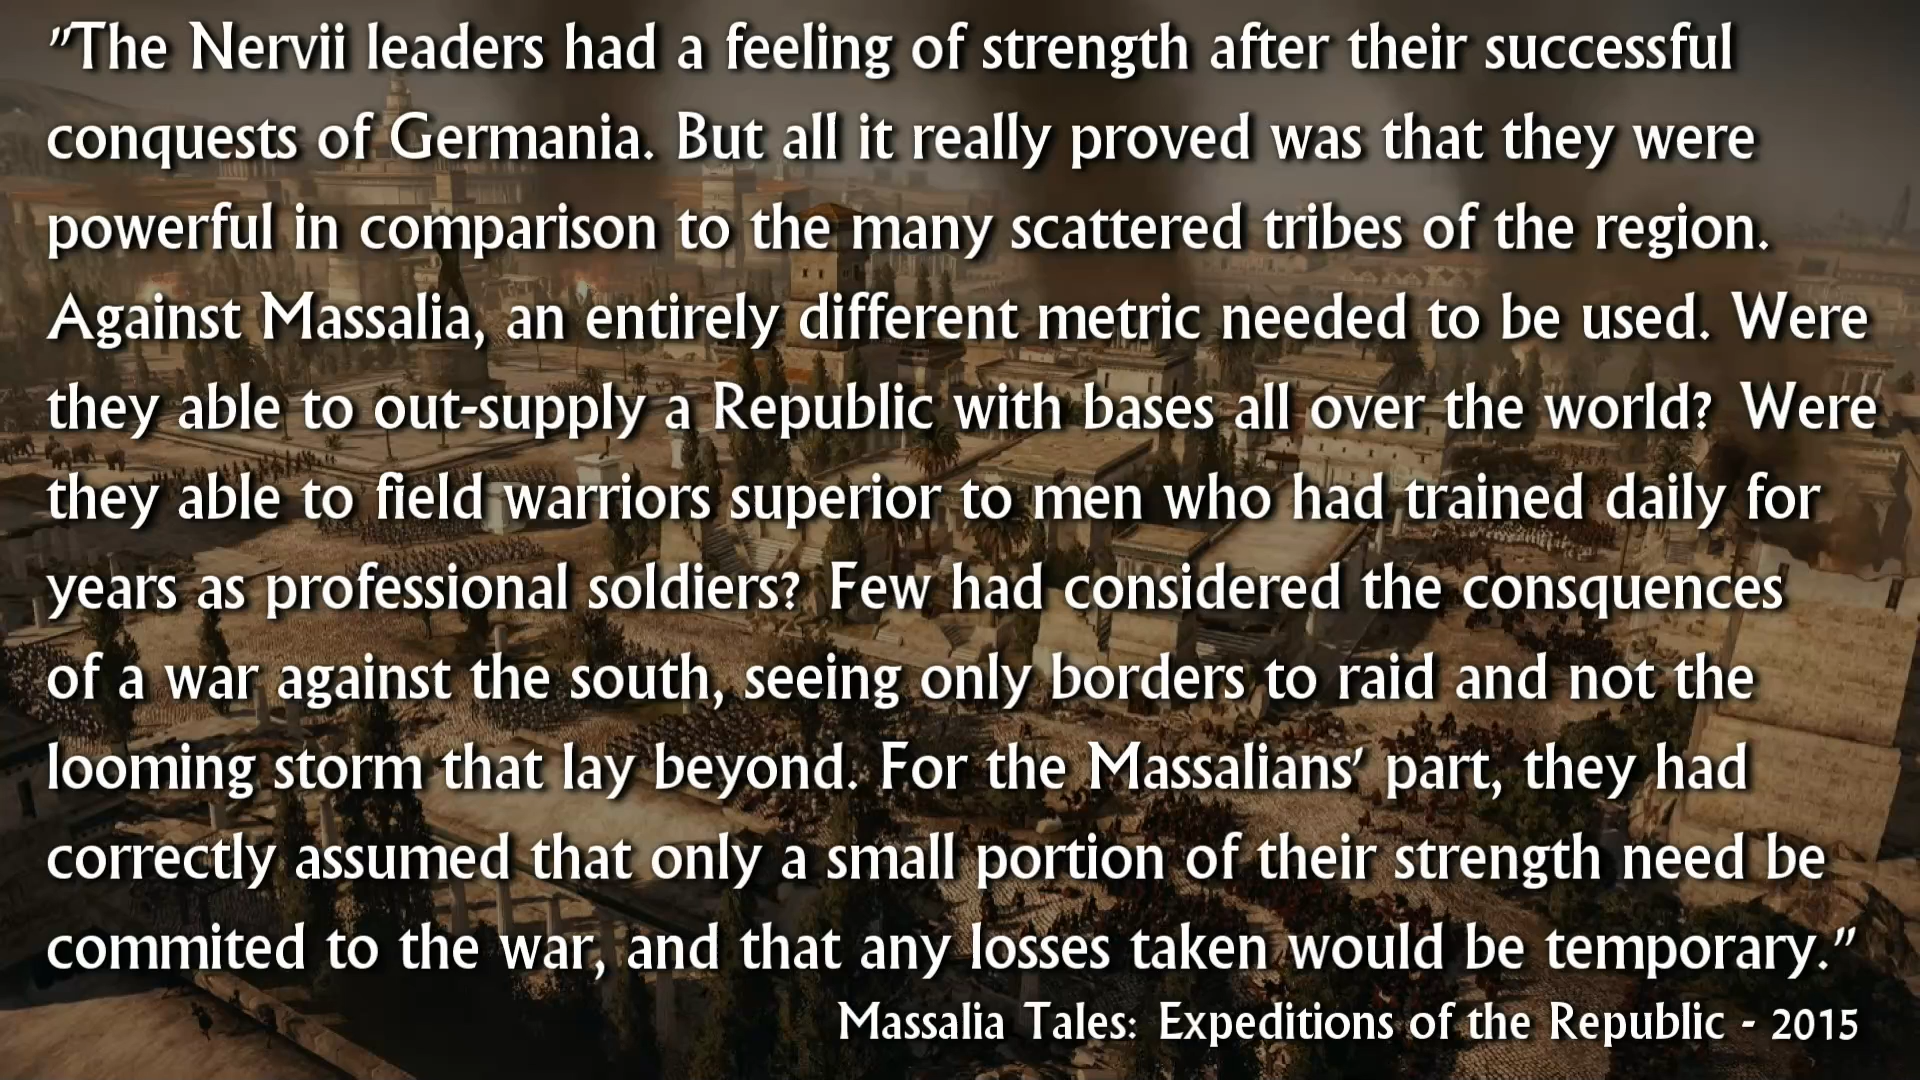 "The Nervii leaders had a feeling of strength after their successful
conquests of Germania. But all it really proved was that they were
powerful in comparison to the many scattered tribes of the region.
Against Massalia, an entirely different metric needed to be used. Were
they able to out-supply a Republic with bases all over the world? Were
they able to field warriors superior to men who had trained daily for
years as professional soldiers? Few had considered the consquences
of a war against the south, seeing only borders to raid and not the
looming storm that lay beyond. For the Massalians' part, they had
correctly assumed that only a small portion of their strength need be
commited to the war, and that any losses taken would be temporary."
Massalia Tales: Expeditions of the Republic - 2015